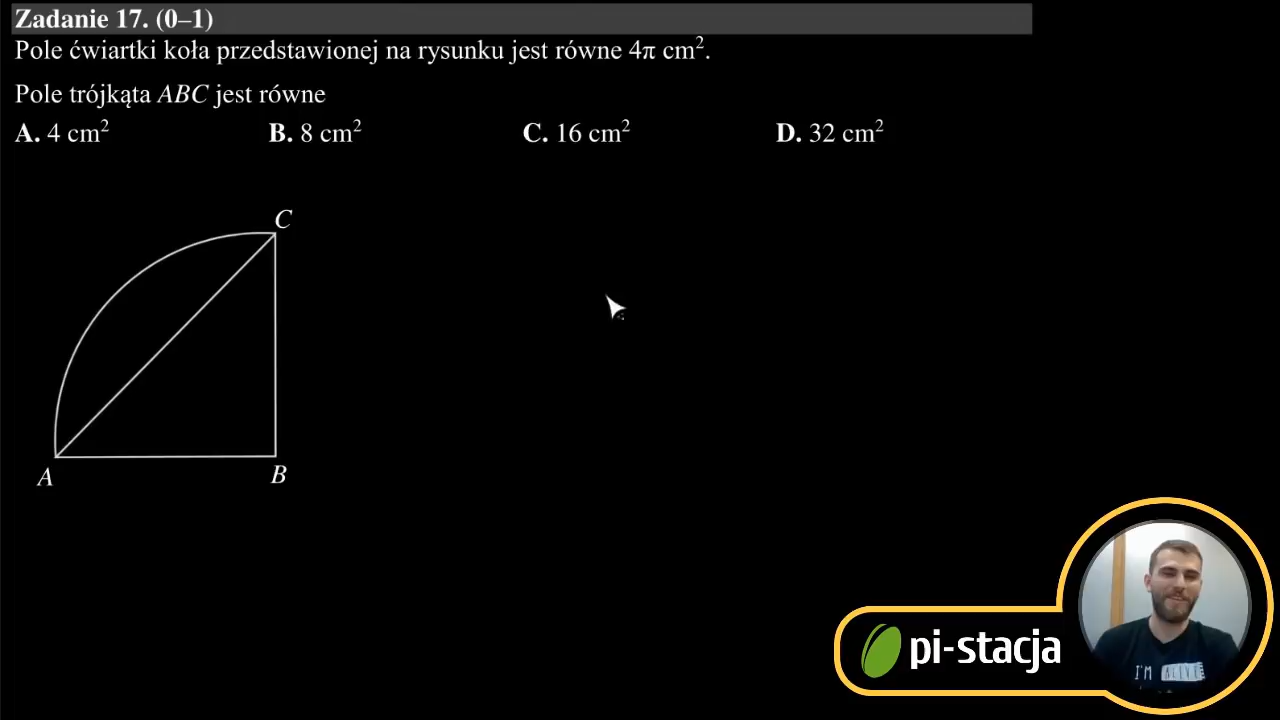 Zadanie 17. (0–1)
Pole ćwiartki koła przedstawionej na rysunku jest równe 4π cm².
Pole trójkąta ABC jest równe
A. 4 cm² B. 8 cm² C. 16 cm² D. 32 cm²
C
A
B
pi-stacja
I'M ALIVE